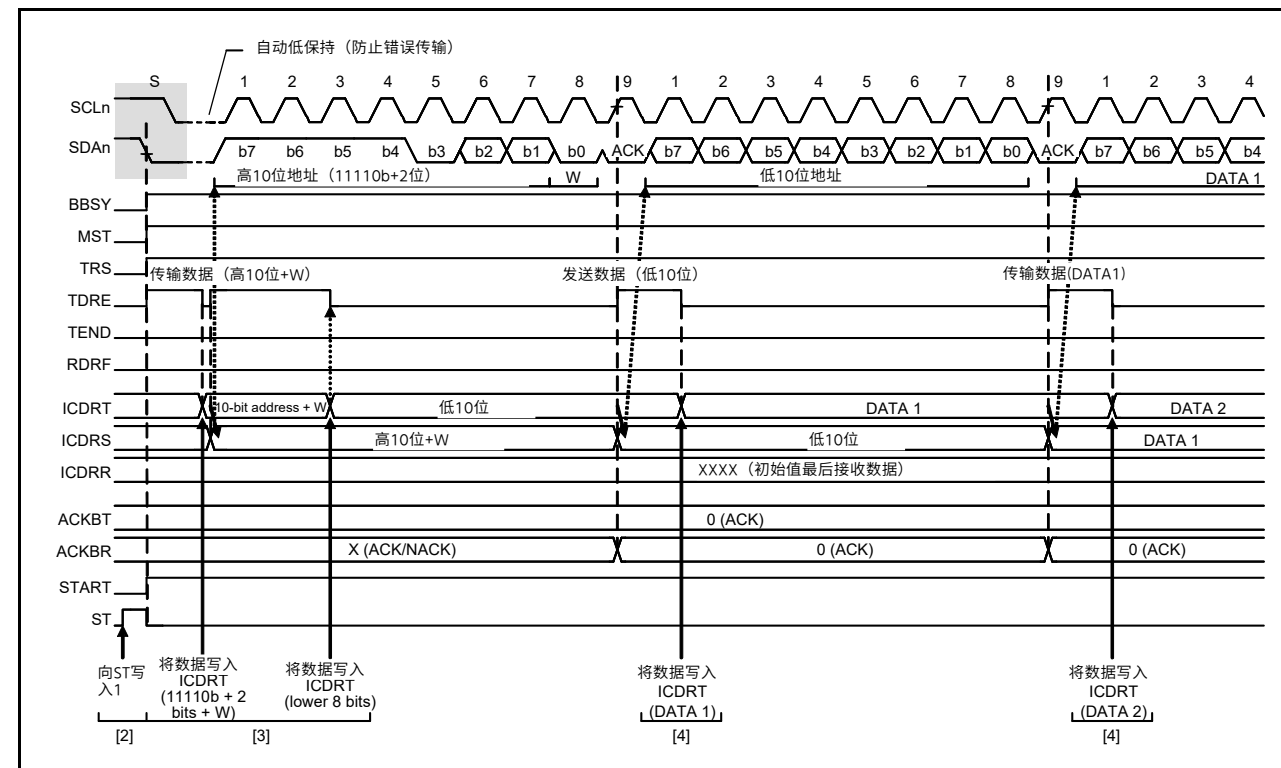 自动低保持（防止错误传输）
S 1 2 3 4 5 6 7 8 9 1 2 3 4 5 6 7 8 9 1 2 3 4
SCLn
SDAn b7 b6 b5 b4 b3 b2 b1 b0 ACK b7 b6 b5 b4 b3 b2 b1 b0 ACK b7 b6 b5 b4
高10位地址（11110b+2位） W 低10位地址 DATA 1
BBSY
MST
TRS
传输数据（高10位+W） 发送数据（低10位） 传输数据(DATA1)
TDRE
TEND
RDRF
ICDRT 10-bit address + W 低10位 DATA 1 DATA 2
ICDRS 高10位+W 低10位 DATA 1
ICDRR XXXX（初始值最后接收数据）
ACKBT 0 (ACK)
ACKBR X (ACK/NACK) 0 (ACK) 0 (ACK)
START
ST
向ST写
入1
将数据写入
ICDRT
(11110b + 2
bits + W)
将数据写入
ICDRT
(lower 8 bits)
将数据写入
ICDRT
(DATA 1)
将数据写入
ICDRT
(DATA 2)
[2] [3] [4] [4]